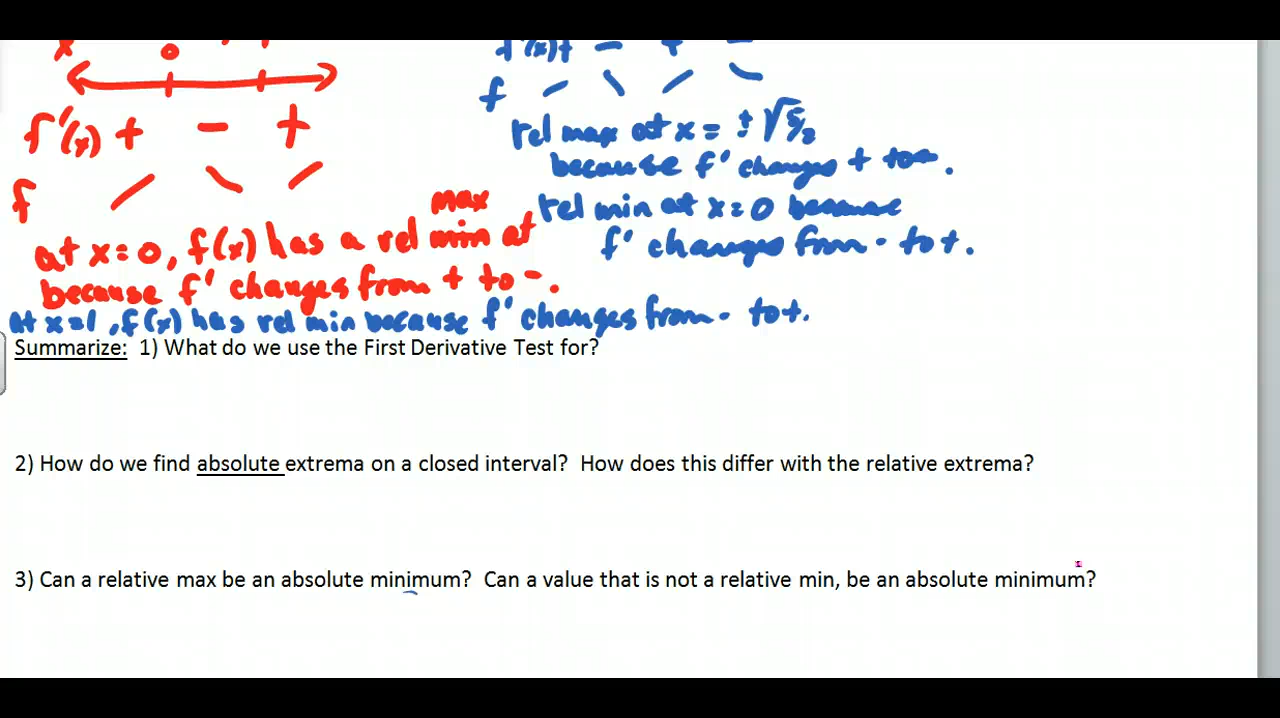 x 0
f'(x) + - +
f
max
at x=0, f(x) has a rel min at
because f' changes from + to -.
at x=1, f(x) has rel min because f' changes from - to +.
f'(x) + - + -
f
rel max at x = ± √5/2
because f' changes + to -.
rel min at x=0 because
f' changes from - to +.
Summarize: 1) What do we use the First Derivative Test for?
2) How do we find absolute extrema on a closed interval? How does this differ with the relative extrema?
3) Can a relative max be an absolute minimum? Can a value that is not a relative min, be an absolute minimum?